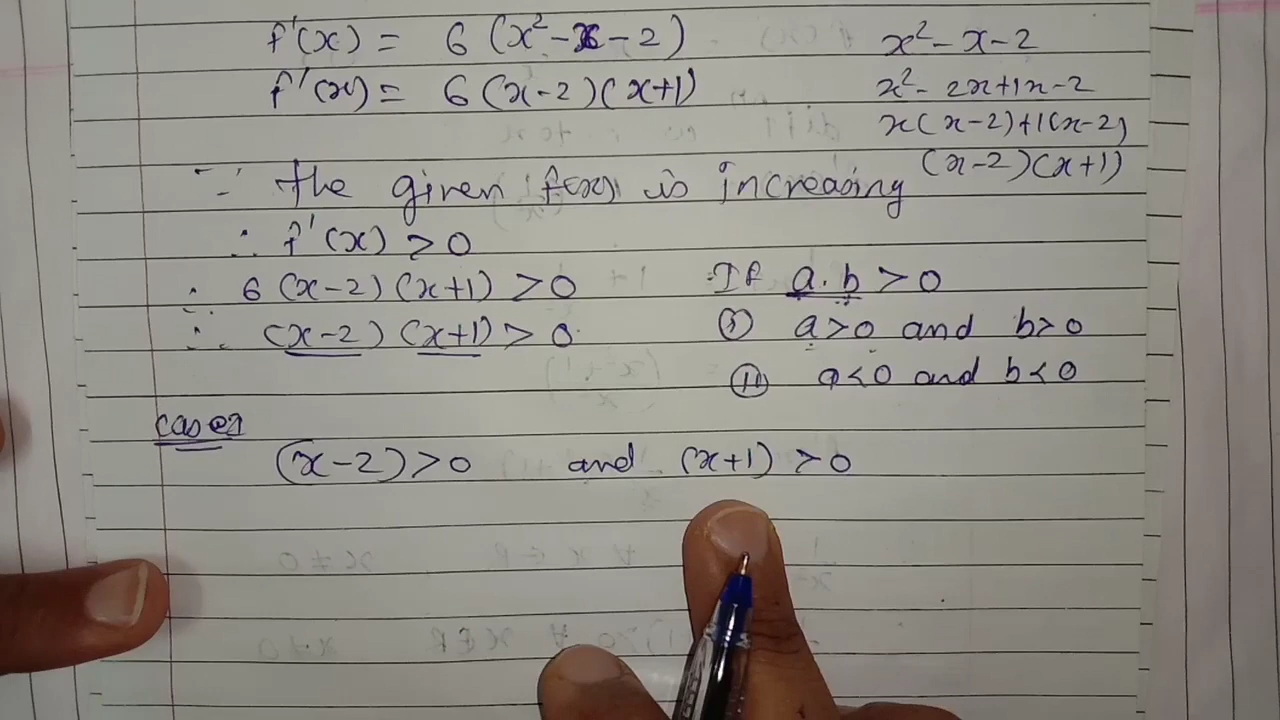 f'(x) = 6 (x² - x - 2)
f'(x) = 6 (x-2)(x+1)
x² - x - 2
x² - 2x + 1x - 2
x(x-2)+1(x-2)
(x-2)(x+1)
∵ the given f(x) is increasing
∴ f'(x) > 0
∴ 6 (x-2) (x+1) > 0
∴ (x-2) (x+1) > 0
If a.b > 0
(i) a>0 and b>0
(ii) a<0 and b<0
case1
(x-2)>0 and (x+1) > 0